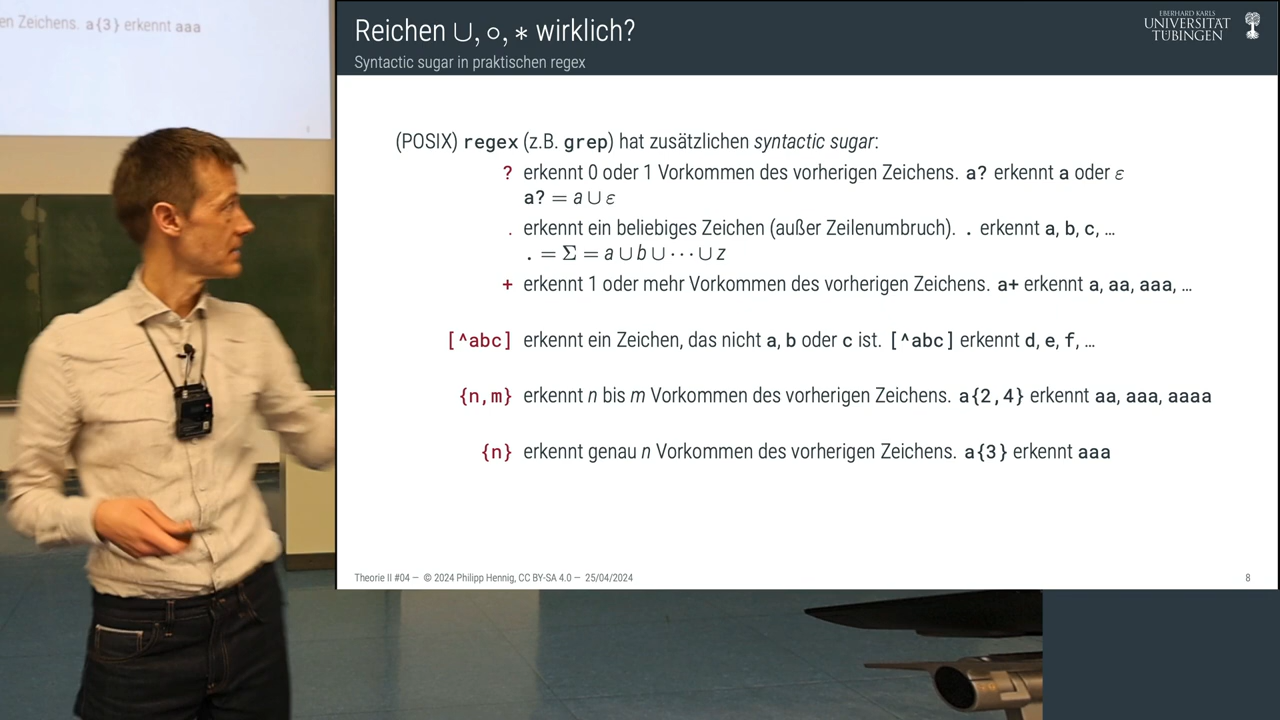 en Zeichens. a{3} erkennt aaa
Reichen ∪, ∘, * wirklich?
Syntactic sugar in praktischen regex
EBERHARD KARLS
UNIVERSITÄT
TÜBINGEN
(POSIX) regex (z.B. grep) hat zusätzlichen syntactic sugar:
? erkennt 0 oder 1 Vorkommen des vorherigen Zeichens. a? erkennt a oder ε
a? = a ∪ ε
. erkennt ein beliebiges Zeichen (außer Zeilenumbruch). . erkennt a, b, c, …
. = Σ = a ∪ b ∪ ⋯ ∪ z
+ erkennt 1 oder mehr Vorkommen des vorherigen Zeichens. a+ erkennt a, aa, aaa, …
[^abc] erkennt ein Zeichen, das nicht a, b oder c ist. [^abc] erkennt d, e, f, …
{n,m} erkennt n bis m Vorkommen des vorherigen Zeichens. a{2,4} erkennt aa, aaa, aaaa
{n} erkennt genau n Vorkommen des vorherigen Zeichens. a{3} erkennt aaa
Theorie II #04 — © 2024 Philipp Hennig, CC BY-SA 4.0 — 25/04/2024
8